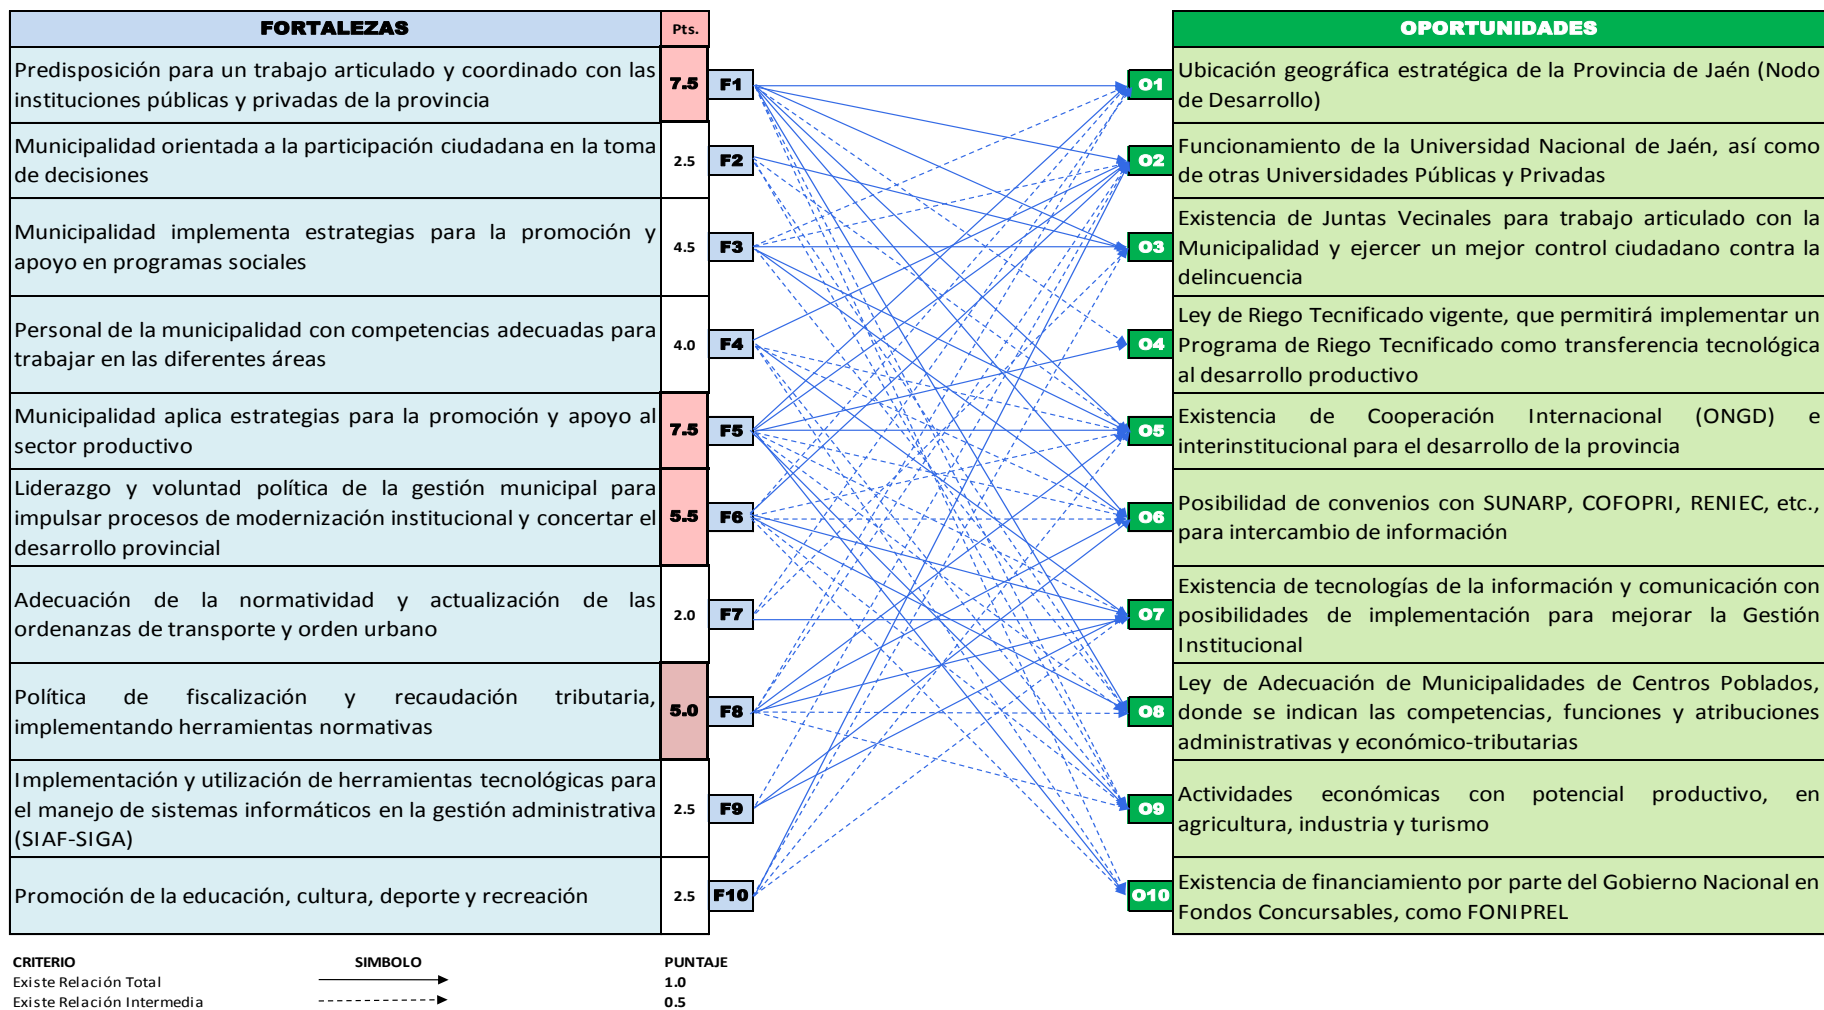 FORTALEZAS
Pts.
OPORTUNIDADES
Predisposición para un trabajo articulado y coordinado con las
instituciones públicas y privadas de la provincia
7.5
F1
O1
Ubicación geográfica estratégica de la Provincia de Jaén (Nodo
de Desarrollo)
Municipalidad orientada a la participación ciudadana en la toma
de decisiones
2.5
F2
O2
Funcionamiento de la Universidad Nacional de Jaén, así como
de otras Universidades Públicas y Privadas
Municipalidad implementa estrategias para la promoción y
apoyo en programas sociales
4.5
F3
O3
Existencia de Juntas Vecinales para trabajo articulado con la
Municipalidad y ejercer un mejor control ciudadano contra la
delincuencia
Personal de la municipalidad con competencias adecuadas para
trabajar en las diferentes áreas
4.0
F4
O4
Ley de Riego Tecnificado vigente, que permitirá implementar un
Programa de Riego Tecnificado como transferencia tecnológica
al desarrollo productivo
Municipalidad aplica estrategias para la promoción y apoyo al
sector productivo
7.5
F5
O5
Existencia de Cooperación Internacional (ONGD) e
interinstitucional para el desarrollo de la provincia
Liderazgo y voluntad política de la gestión municipal para
impulsar procesos de modernización institucional y concertar el
desarrollo provincial
5.5
F6
O6
Posibilidad de convenios con SUNARP, COFOPRI, RENIEC, etc.,
para intercambio de información
Adecuación de la normatividad y actualización de las
ordenanzas de transporte y orden urbano
2.0
F7
O7
Existencia de tecnologías de la información y comunicación con
posibilidades de implementación para mejorar la Gestión
Institucional
Política de fiscalización y recaudación tributaria,
implementando herramientas normativas
5.0
F8
O8
Ley de Adecuación de Municipalidades de Centros Poblados,
donde se indican las competencias, funciones y atribuciones
administrativas y económico-tributarias
Implementación y utilización de herramientas tecnológicas para
el manejo de sistemas informáticos en la gestión administrativa
(SIAF-SIGA)
2.5
F9
O9
Actividades económicas con potencial productivo, en
agricultura, industria y turismo
Promoción de la educación, cultura, deporte y recreación
2.5
F10
O10
Existencia de financiamiento por parte del Gobierno Nacional en
Fondos Concursables, como FONIPREL
CRITERIO
SIMBOLO
PUNTAJE
Existe Relación Total
1.0
Existe Relación Intermedia
0.5